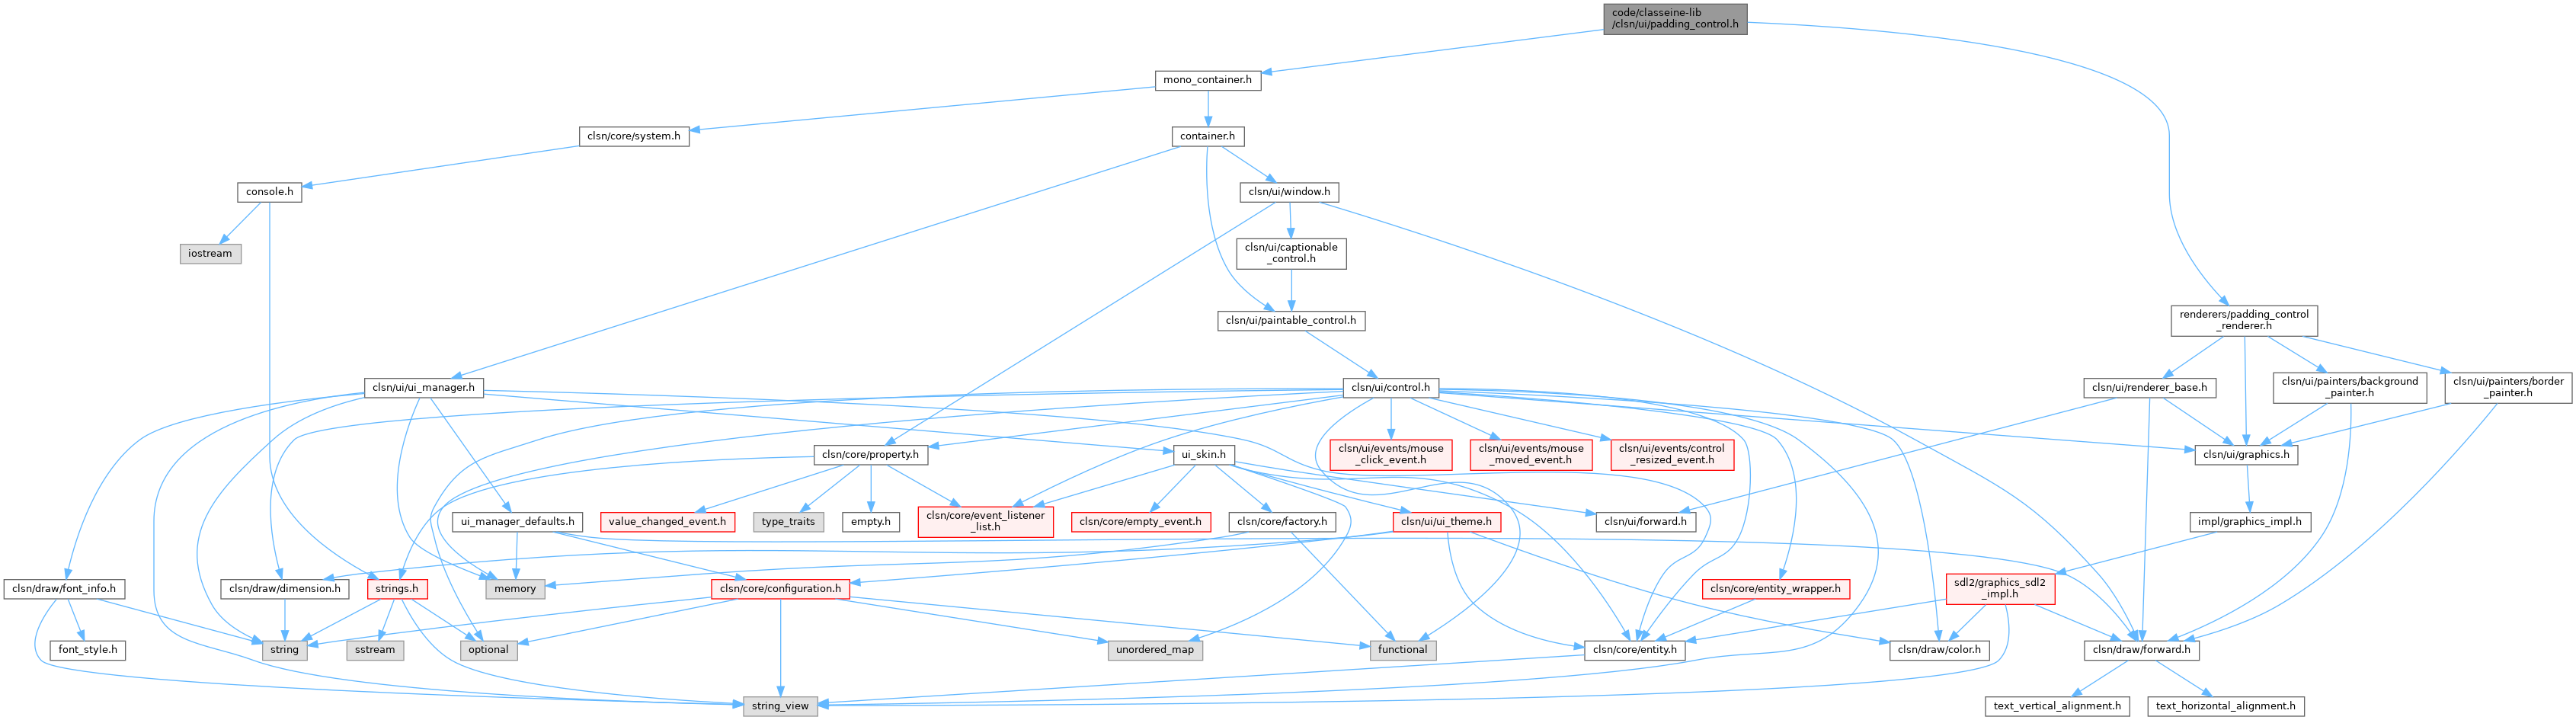 code/classeine-lib
/clsn/ui/padding_control.h
mono_container.h
clsn/core/system.h
container.h
console.h
clsn/ui/window.h
iostream
clsn/ui/captionable
_control.h
clsn/ui/paintable_control.h
renderers/padding_control
_renderer.h
clsn/ui/ui_manager.h
clsn/ui/control.h
clsn/ui/renderer_base.h
clsn/ui/painters/background
_painter.h
clsn/ui/painters/border
_painter.h
clsn/core/property.h
ui_skin.h
clsn/ui/events/mouse
_click_event.h
clsn/ui/events/mouse
_moved_event.h
clsn/ui/events/control
_resized_event.h
clsn/ui/graphics.h
ui_manager_defaults.h
value_changed_event.h
type_traits
empty.h
clsn/core/event_listener
_list.h
clsn/core/empty_event.h
clsn/core/factory.h
clsn/ui/ui_theme.h
clsn/ui/forward.h
impl/graphics_impl.h
clsn/draw/font_info.h
clsn/draw/dimension.h
strings.h
memory
clsn/core/configuration.h
clsn/core/entity_wrapper.h
sdl2/graphics_sdl2
_impl.h
font_style.h
string
sstream
optional
unordered_map
functional
clsn/core/entity.h
clsn/draw/color.h
clsn/draw/forward.h
string_view
text_vertical_alignment.h
text_horizontal_alignment.h